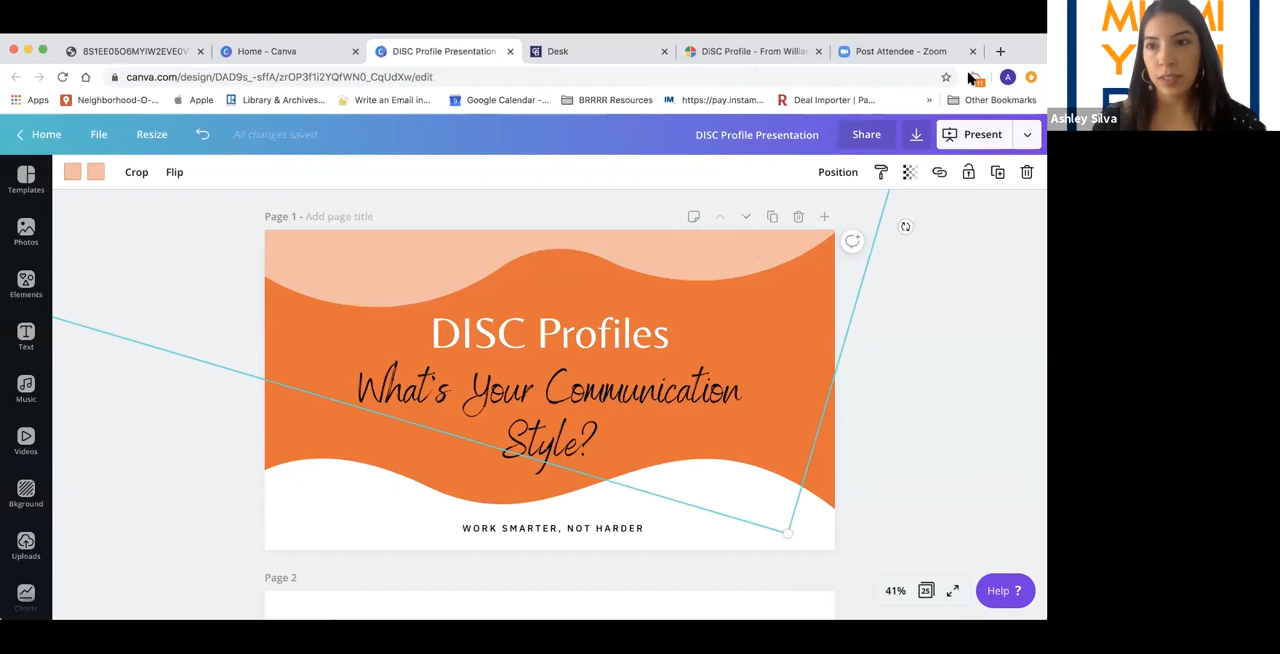 8S1EE05O6MYIW2EVE0V
Home - Canva
DISC Profile Presentation
Desk
DiSC Profile - From Willia
Post Attendee - Zoom
canva.com/design/DAD9s_-sffA/zrOP3f1i2YQfWN0_CqUdXw/edit
Apps
Neighborhood-O-...
Apple
Library & Archives...
Write an Email in...
Google Calendar -...
BRRRR Resources
IM
https://pay.instam...
R
Deal Importer | Pa...
»
Other Bookmarks
A
Ashley Silva
Home
File
Resize
All changes saved
DISC Profile Presentation
Share
Present
Crop
Flip
Position
Templates
Photos
Elements
Text
Music
Videos
Bkground
Uploads
Charts
Page 1 - Add page title
DISC Profiles
What's Your Communication
Style?
WORK SMARTER, NOT HARDER
Page 2
41%
25
Help ?